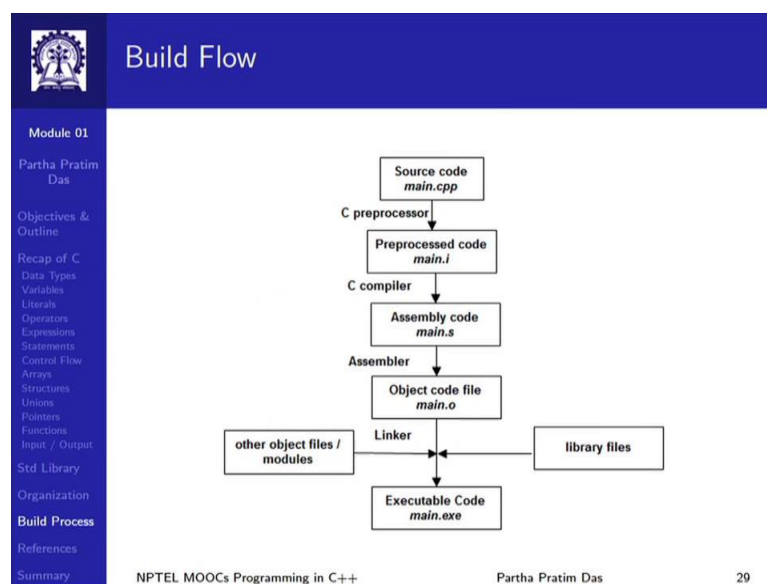 Build Flow
Module 01
Partha Pratim
Das
Objectives &
Outline
Recap of C
Data Types
Variables
Literals
Operators
Expressions
Statements
Control Flow
Arrays
Structures
Unions
Pointers
Functions
Input / Output
Std Library
Organization
Build Process
References
Summary
Source code
main.cpp
C preprocessor
Preprocessed code
main.i
C compiler
Assembly code
main.s
Assembler
Object code file
main.o
Linker
other object files /
modules
library files
Executable Code
main.exe
NPTEL MOOCs Programming in C++
Partha Pratim Das
29